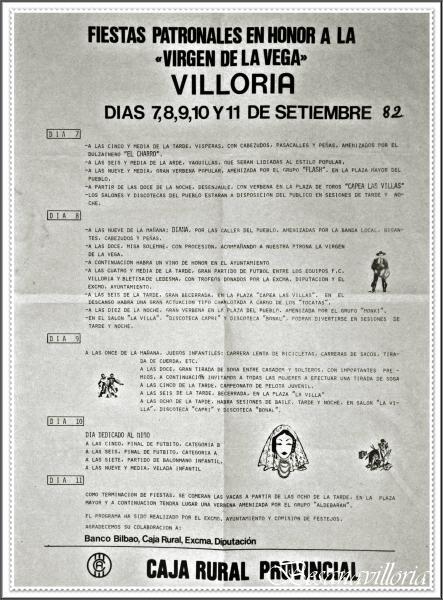 FIESTAS PATRONALES EN HONOR A LA
«VIRGEN DE LA VEGA»
VILLORIA
DIAS 7,8,9,10 Y 11 DE SETIEMBRE 82
DIA 7
-A LAS CINCO Y MEDIA DE LA TARDE, VISPERAS, CON CABEZUDOS, PASACALLES Y PEÑAS, AMENIZADOS POR EL
DULZAINERO "EL CHARRO".
-A LAS SEIS Y MEDIA DE LA TARDE, VAQUILLAS, QUE SERAN LIDIADAS AL ESTILO POPULAR.
-A LAS NUEVE Y MEDIA, GRAN VERBENA POPULAR, AMENIZADA POR EL GRUPO "FLASH", EN LA PLAZA MAYOR DEL
PUEBLO.
-A PARTIR DE LAS DOCE DE LA NOCHE, DESENJAULE, CON VERBENA EN LA PLAZA DE TOROS "CAPEA LAS VILLAS"
-LOS SALONES Y DISCOTECAS DEL PUEBLO ESTARAN A DISPOSICION DEL PUBLICO EN SESIONES DE TARDE Y NO-
CHE.
DIA 8
-A LAS NUEVE DE LA MAÑANA: DIANA, POR LAS CALLES DEL PUEBLO, AMENIZADAS POR LA BANDA LOCAL, GIGAN-
TES, CABEZUDOS Y PEÑAS.
-A LAS DOCE, MISA SOLEMNE, CON PROCESION, ACOMPAÑANDO A NUESTRA PTRONA LA VIRGEN
DE LA VEGA.
-A CONTINUACION HABRA UN VINO DE HONOR EN EL AYUNTAMIENTO
-A LAS CUATRO Y MEDIA DE LA TARDE, GRAN PARTIDO DE FUTBOL ENTRE LOS EQUIPOS F.C.
VILLORIA Y BLETISA DE LEDESMA, CON TROFEOS DONADOS POR LA EXCMA. DIPUTACION Y EL
EXCMO. AYUNTAMIENTO.
-A LAS SEIS DE LA TARDE, GRAN BECERRADA, EN LA PLAZA "CAPEA LAS VILLAS". EN EL
DESCANSO HABRA UNA GRAN ACTUACION TIPO CHARLOTADA A CARGO DE LOS "TOCATAS".
-A LAS DIEZ DE LA NOCHE, GRAN VERBENA EN LA PLAZA DEL PUEBLO, AMENIZADA POR EL GRUPO "MONKI"
-EN EL SALON "LA VILLA", "DISCOTECA CAPRI" Y DISCOTECA "BONAL", PODRAN DIVERTIRSE EN SESIONES DE
TARDE Y NOCHE.
DIA 9
A LAS ONCE DE LA MAÑANA, JUEGOS INFANTILES: CARRERA LENTA DE BICICLETAS, CARRERAS DE SACOS, TIRA-
DA DE CUERDA, ETC.
A LAS DOCE, GRAN TIRADA DE SOGA ENTRE CASADOS Y SOLTEROS, CON IMPORTANTES PRE-
MIOS, A CONTINUACION INVITAMOS A TODAS LAS MUJERES A EFECTUAR UNA TIRADA DE SOGA
A LAS CINCO DE LA TARDE, CAMPEONATO DE PELOTA JUVENIL.
A LAS SEIS DE LA TARDE, BECERRADA, EN LA PLAZA "LA VILLA"
A LAS OCHO DE LA TARDE, HABRA SESIONES DE BAILE, TARDE Y NOCHE, EN SALON "LA VI-
LLA", DISCOTECA "CAPRI" Y DISCOTECA "BONAL".
DIA 10
DIA DEDICADO AL NIÑO
A LAS CINCO, FINAL DE FUTBITO, CATEGORIA B
A LAS SEIS, FINAL DE FUTBITO, CATEGORIA A
A LAS SIETE, PARTIDO DE BALONMANO INFANTIL.
A LAS NUEVE Y MEDIA, VELADA INFANTIL
DIA 11
COMO TERMINACION DE FIESTAS, SE COMERAN LAS VACAS A PARTIR DE LAS OCHO DE LA TARDE, EN LA PLAZA
MAYOR Y A CONTINUACION TENDRA LUGAR UNA VERBENA AMENIZADA POR EL GRUPO "ALDEBARAN".
EL PROGRAMA HA SIDO REALIZADO POR EL EXCMO. AYUNTAMIENTO Y COMISION DE FESTEJOS.
AGRADECEMOS SU COLABORACION A:
Banco Bilbao, Caja Rural, Excma. Diputación
CAJA RURAL PROVINCIAL